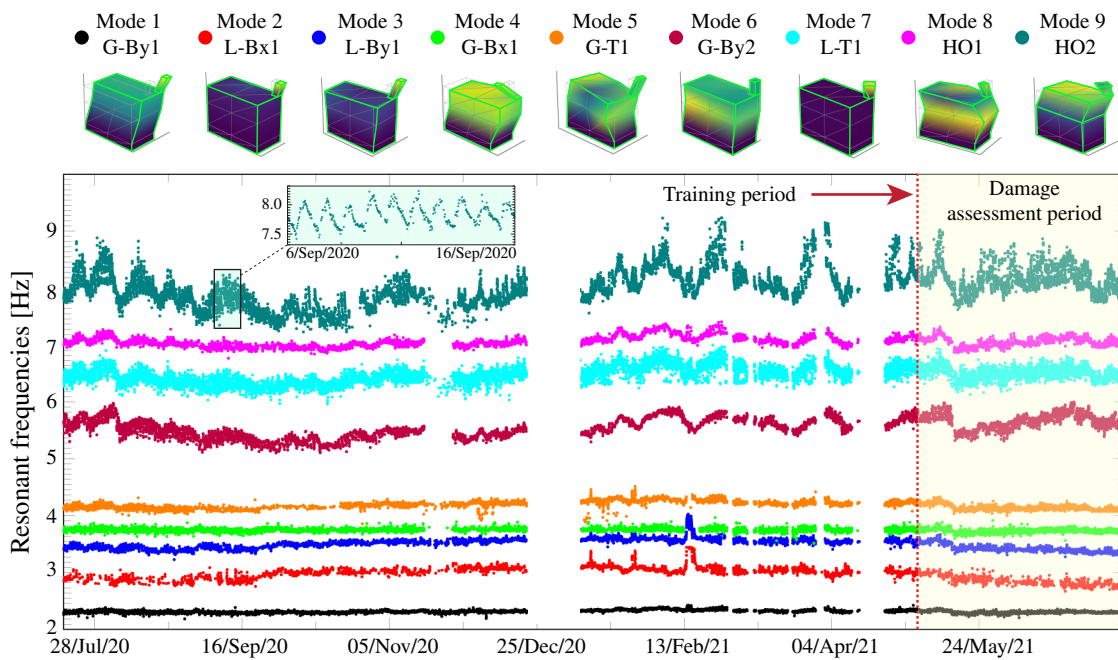 Mode 1 Mode 2 Mode 3 Mode 4 Mode 5 Mode 6 Mode 7 Mode 8 Mode 9
G-By1 L-Bx1 L-By1 G-Bx1 G-T1 G-By2 L-T1 HO1 HO2
Training period
Damage
assessment period
8.0
7.5
6/Sep/2020 16/Sep/2020
Resonant frequencies [Hz]
9
8
7
6
5
4
3
2
28/Jul/20 16/Sep/20 05/Nov/20 25/Dec/20 13/Feb/21 04/Apr/21 24/May/21